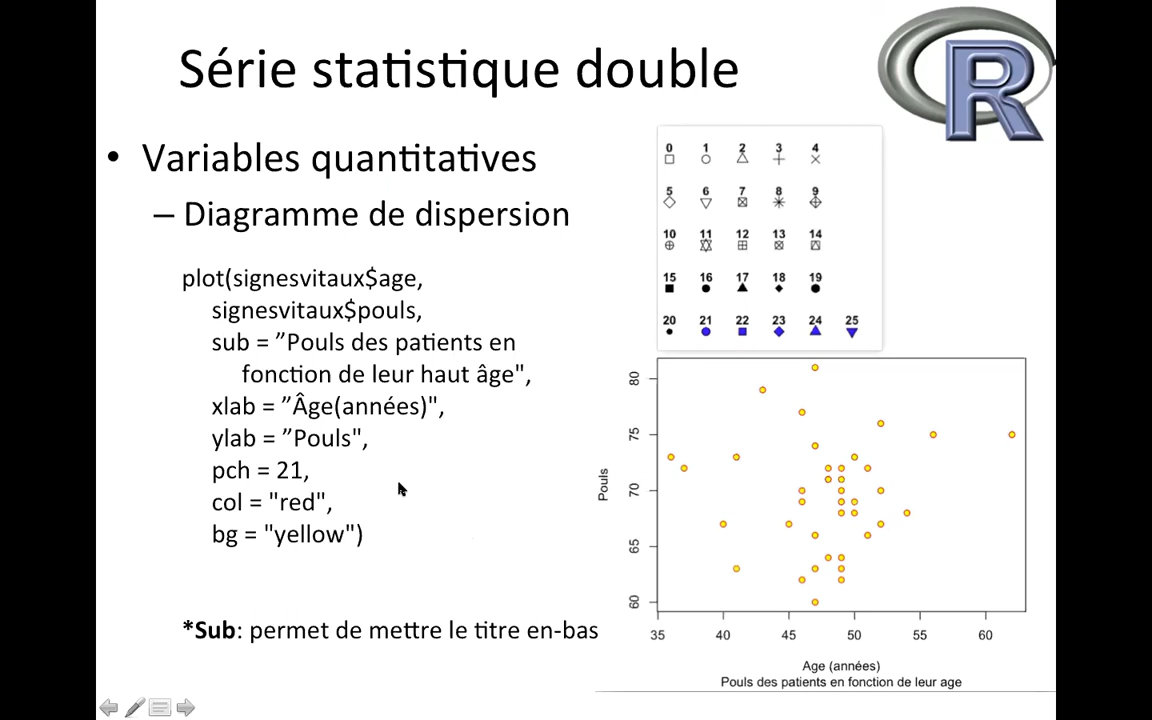 Série statistique double
R
• Variables quantitatives
– Diagramme de dispersion
plot(signesvitaux$age,
signesvitaux$pouls,
sub = ”Pouls des patients en
fonction de leur haut âge",
xlab = ”Âge(années)",
ylab = ”Pouls",
pch = 21,
col = "red",
bg = "yellow")
*Sub: permet de mettre le titre en-bas
0 1 2 3 4
5 6 7 8 9
10 11 12 13 14
15 16 17 18 19
20 21 22 23 24 25
80
75
70
65
60
Pouls
35 40 45 50 55 60
Age (années)
Pouls des patients en fonction de leur age